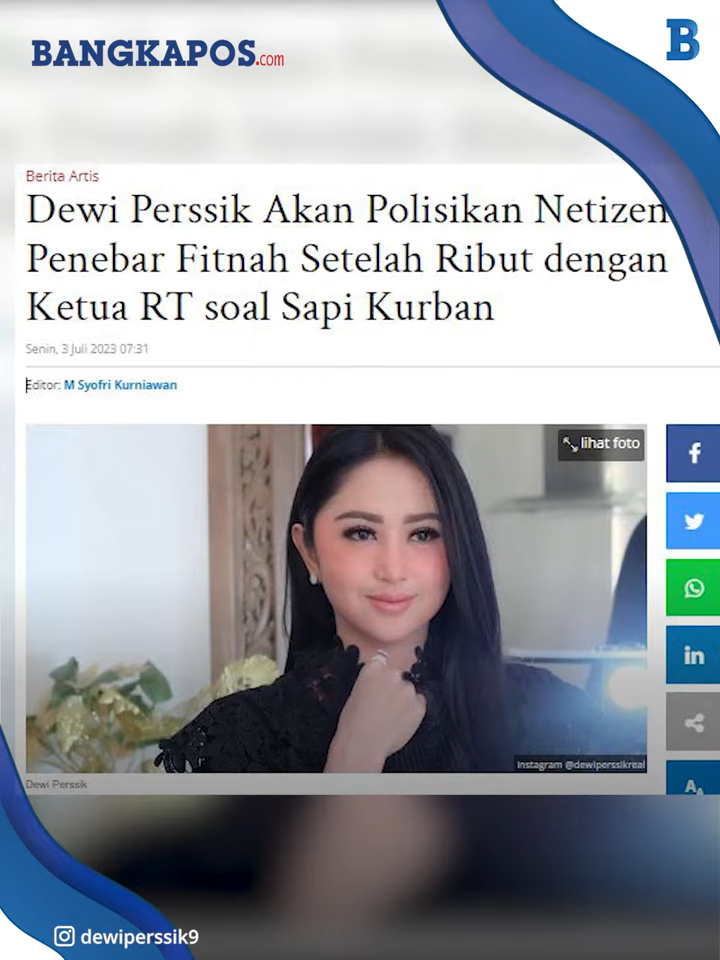 BANGKAPOS.com
B
Berita Artis
Dewi Perssik Akan Polisikan Netizen
Penebar Fitnah Setelah Ribut dengan
Ketua RT soal Sapi Kurban
Senin, 3 Juli 2023 07:31
Editor: M Syofri Kurniawan
lihat foto
f
in
Instagram @dewiperssikreal
A
Dewi Perssik
dewiperssik9